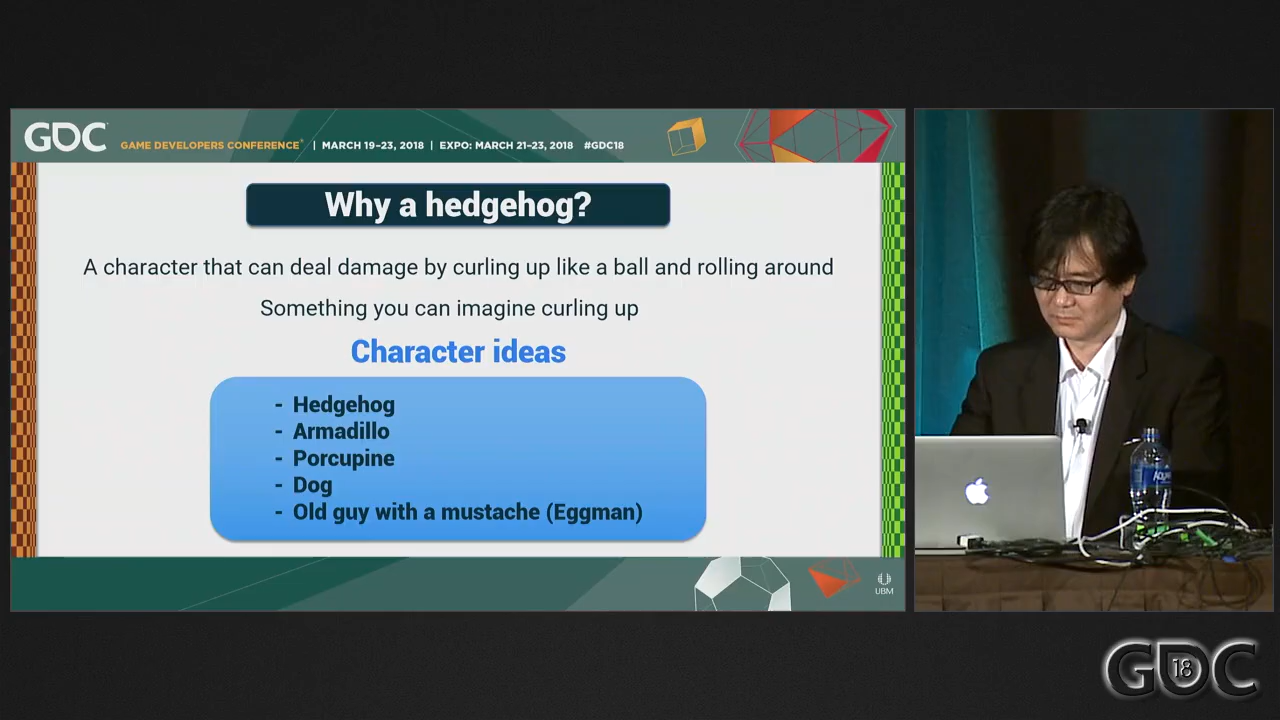 GDC GAME DEVELOPERS CONFERENCE® | MARCH 19–23, 2018 | EXPO: MARCH 21–23, 2018 #GDC18
Why a hedgehog?
A character that can deal damage by curling up like a ball and rolling around
Something you can imagine curling up
Character ideas
- Hedgehog
- Armadillo
- Porcupine
- Dog
- Old guy with a mustache (Eggman)
UBM
GDC 18